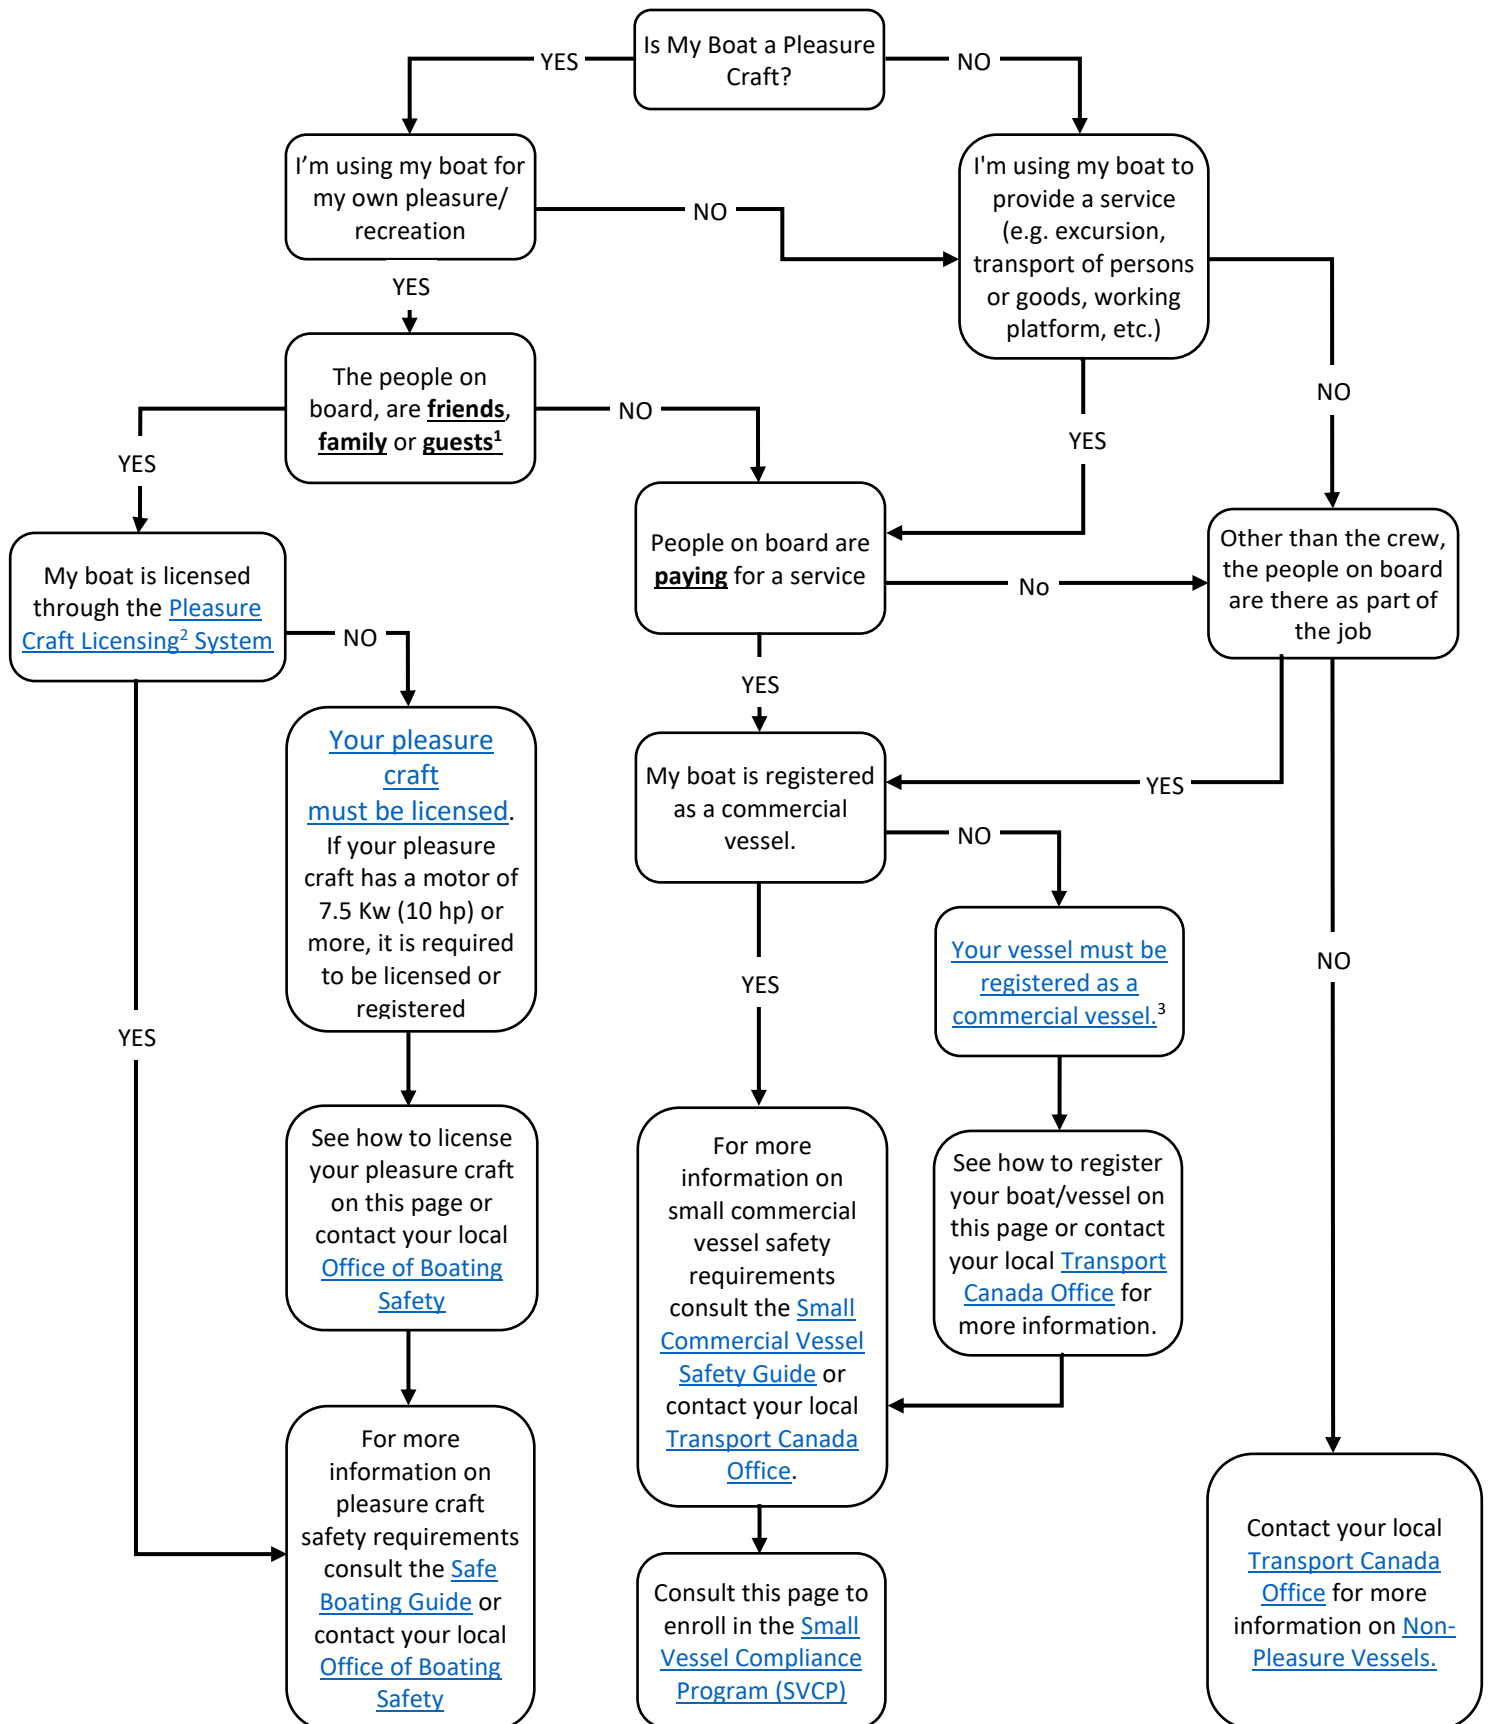 Is My Boat a Pleasure
Craft?
YES
NO
I’m using my boat for
my own pleasure/
recreation
NO
I'm using my boat to
provide a service
(e.g. excursion,
transport of persons
or goods, working
platform, etc.)
YES
The people on
board, are friends,
family or guests¹
NO
YES
NO
YES
My boat is licensed
through the Pleasure
Craft Licensing² System
NO
People on board are
paying for a service
No
Other than the crew,
the people on board
are there as part of
the job
YES
Your pleasure
craft
must be licensed.
If your pleasure
craft has a motor of
7.5 Kw (10 hp) or
more, it is required
to be licensed or
registered
My boat is registered
as a commercial
vessel.
YES
NO
YES
YES
Your vessel must be
registered as a
commercial vessel.³
NO
See how to license
your pleasure craft
on this page or
contact your local
Office of Boating
Safety
For more
information on
small commercial
vessel safety
requirements
consult the Small
Commercial Vessel
Safety Guide or
contact your local
Transport Canada
Office.
See how to register
your boat/vessel on
this page or contact
your local Transport
Canada Office for
more information.
For more
information on
pleasure craft
safety requirements
consult the Safe
Boating Guide or
contact your local
Office of Boating
Safety
Consult this page to
enroll in the Small
Vessel Compliance
Program (SVCP)
Contact your local
Transport Canada
Office for more
information on Non-
Pleasure Vessels.